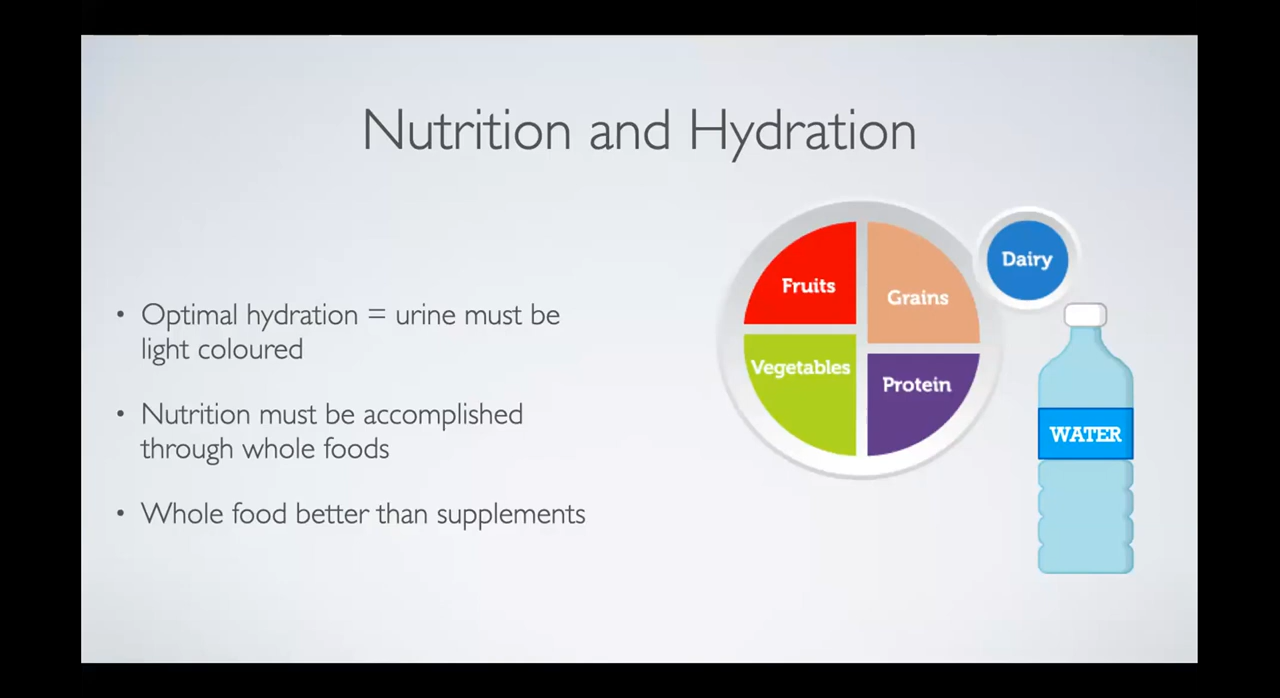 Nutrition and Hydration
• Optimal hydration = urine must be
light coloured
• Nutrition must be accomplished
through whole foods
• Whole food better than supplements
Fruits
Grains
Dairy
Vegetables
Protein
WATER